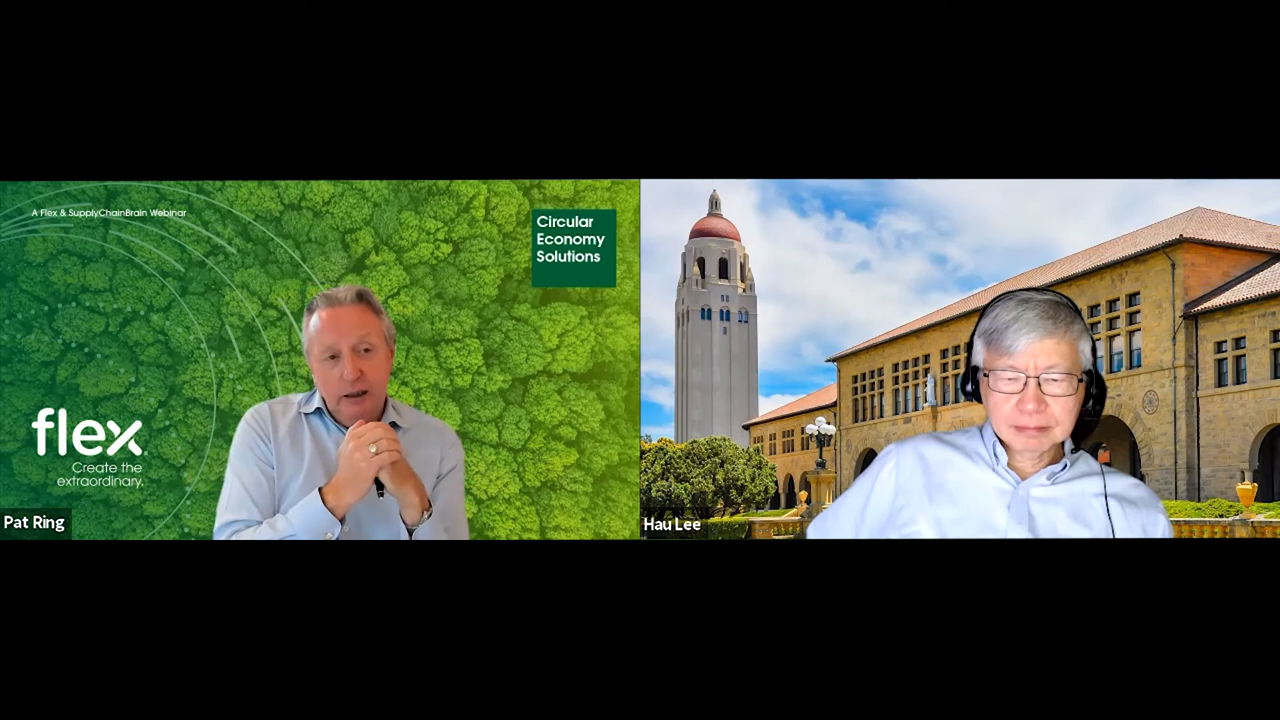 A Flex & SupplyChainBrain Webinar
Circular
Economy
Solutions
flex
Create the
extraordinary.
Pat Ring
Hau Lee